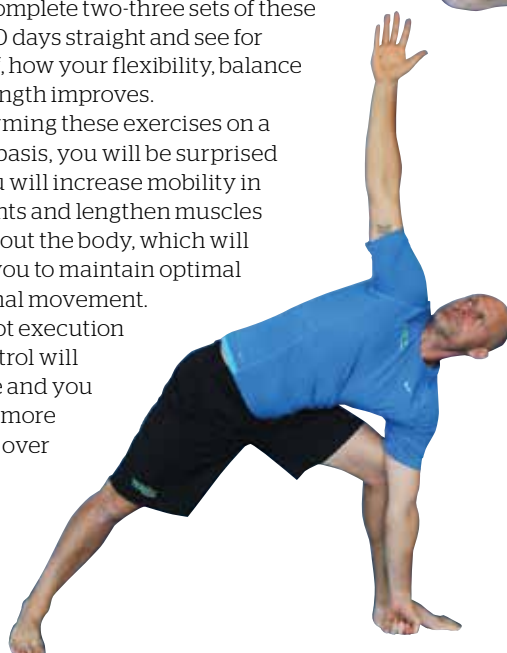 omplete two-three sets of these
0 days straight and see for
, how your flexibility, balance
ngth improves.
rming these exercises on a
basis, you will be surprised
u will increase mobility in
nts and lengthen muscles
out the body, which will
you to maintain optimal
nal movement.
ot execution
trol will
e and you
more
over